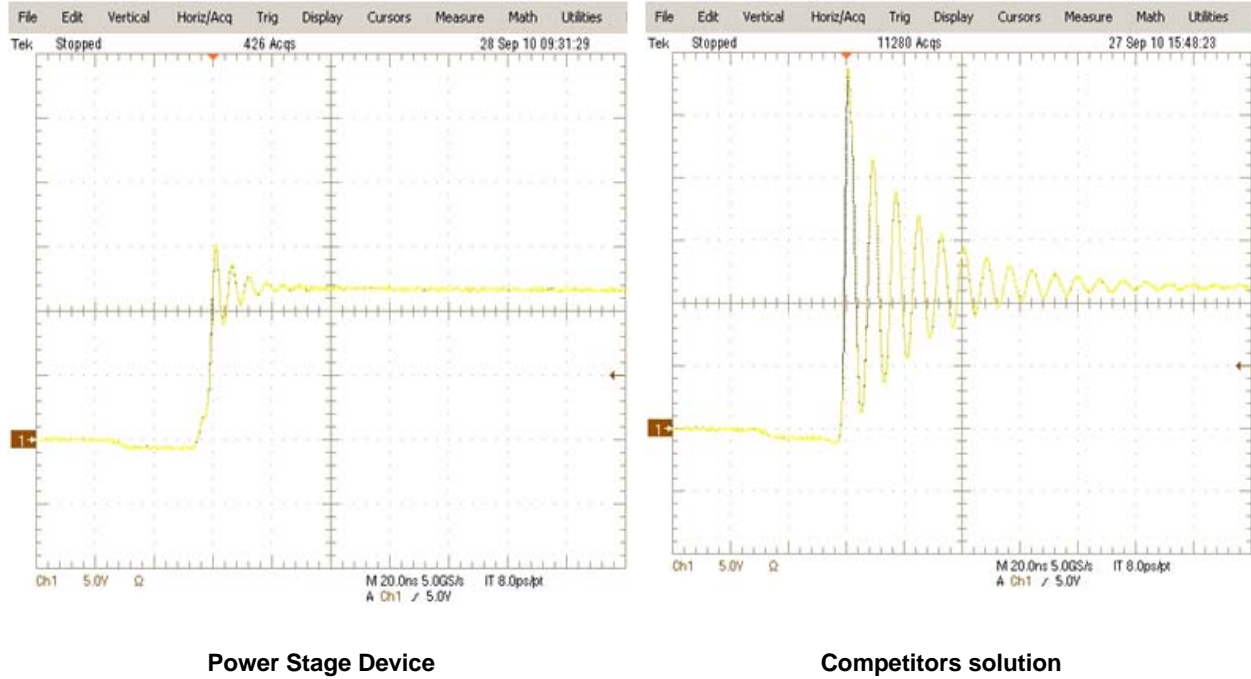 File Edit Vertical Horiz/Acq Trig Display Cursors Measure Math Utilities
Tek Stopped 426 Acqs 28 Sep 10 09:31:29
1
Ch1 5.0V Ω M 20.0ns 5.0GS/s IT 8.0ps/pt
A Ch1 / 5.0V
Power Stage Device
File Edit Vertical Horiz/Acq Trig Display Cursors Measure Math Utilities
Tek Stopped 11280 Acqs 27 Sep 10 15:48:23
1
Ch1 5.0V Ω M 20.0ns 5.0GS/s IT 8.0ps/pt
A Ch1 / 5.0V
Competitors solution